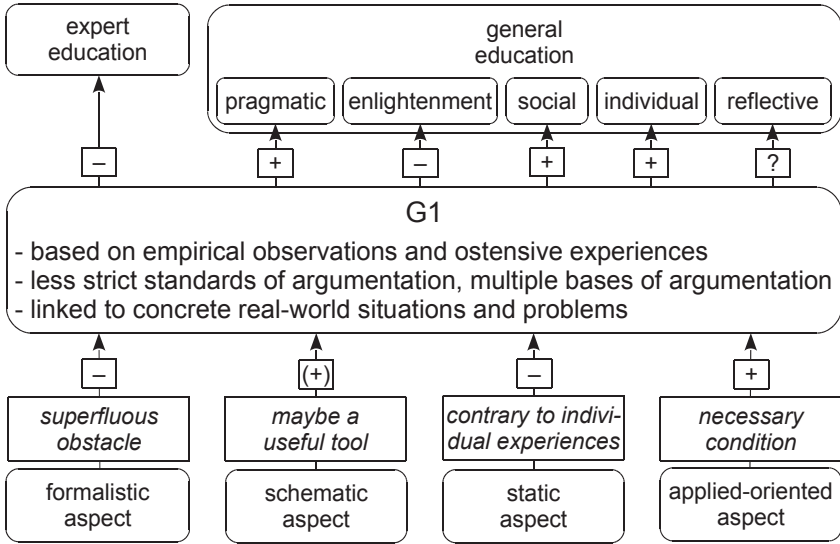 expert
education
general
education
pragmatic
enlightenment
social
individual
reflective
–
+
–
+
+
?
G1
- based on empirical observations and ostensive experiences
- less strict standards of argumentation, multiple bases of argumentation
- linked to concrete real-world situations and problems
–
(+)
–
+
superfluous
obstacle
maybe a
useful tool
contrary to indivi-
dual experiences
necessary
condition
formalistic
aspect
schematic
aspect
static
aspect
applied-oriented
aspect